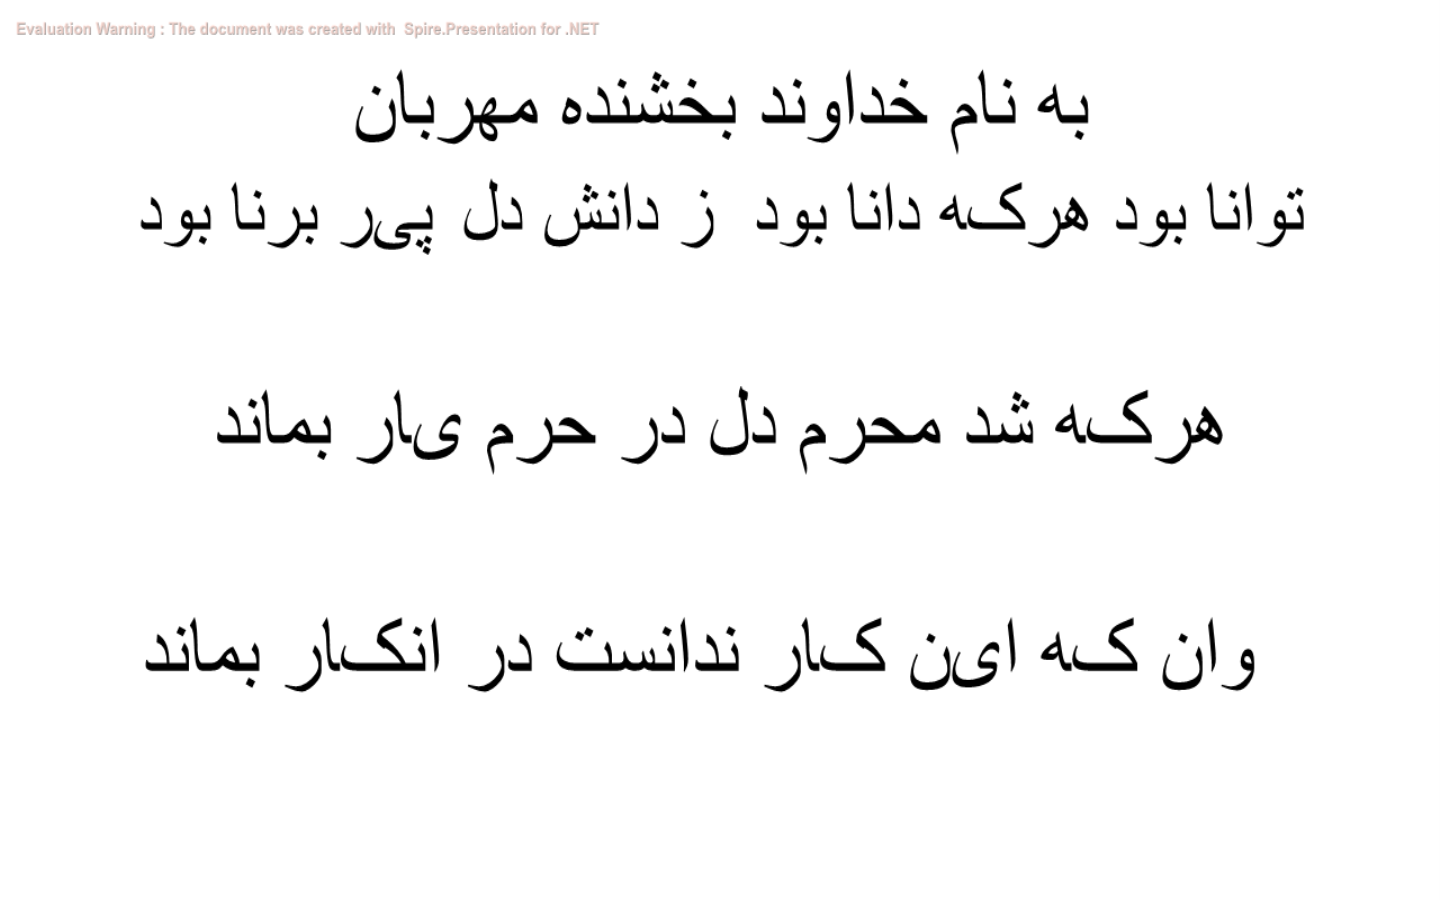 Evaluation Warning : The document was created with Spire.Presentation for .NET
به نام خداوند بخشنده مهربان
توانا بود هرکه دانا بود ز دانش دل پیر برنا بود
هرکه شد محرم دل در حرم یار بماند
وان که این کار ندانست در انکار بماند